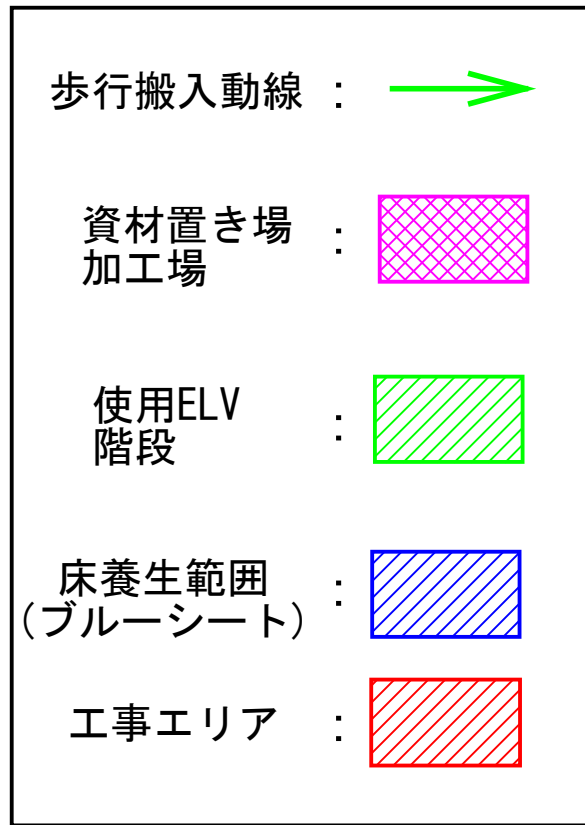 歩行搬入動線 :
資材置き場
加工場 :
使用ELV
階段 :
床養生範囲
(ブルーシート) :
工事エリア :